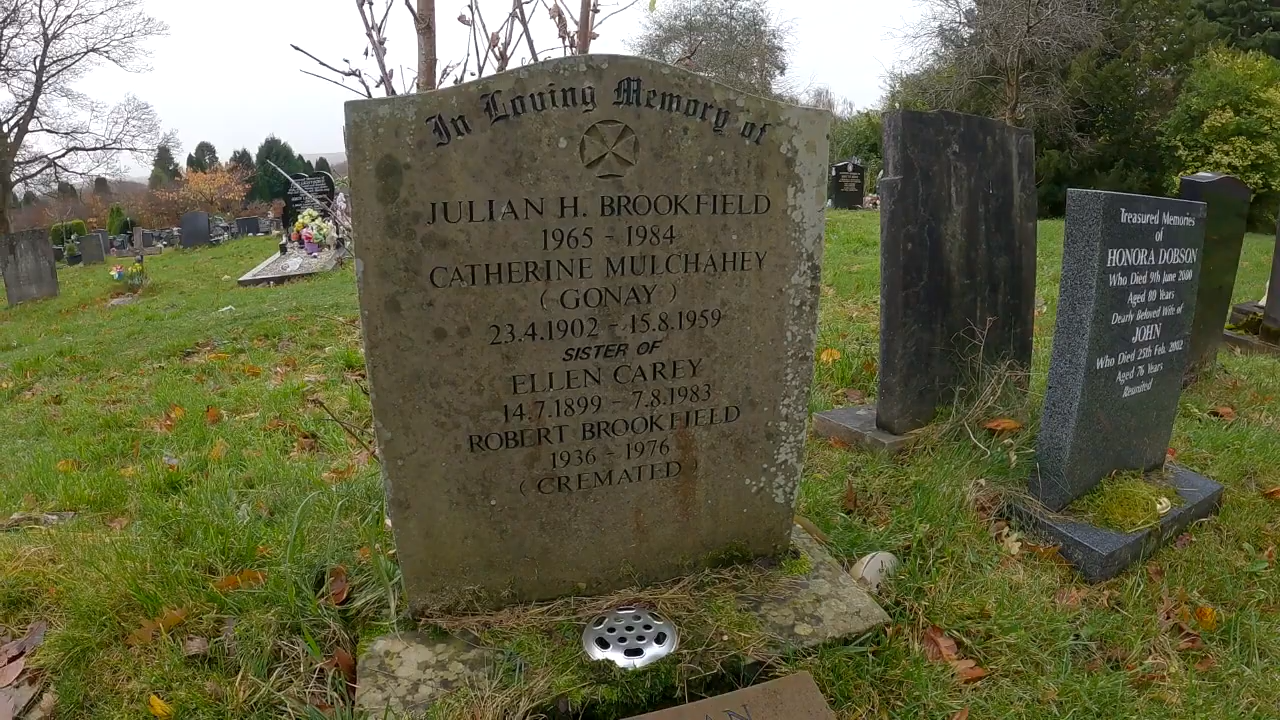 In Loving Memory of
JULIAN H. BROOKFIELD
1965 - 1984
CATHERINE MULCHAHEY
( GONAY )
23.4.1902 - 15.8.1959
SISTER OF
ELLEN CAREY
14.7.1899 - 7.8.1983
ROBERT BROOKFIELD
1936 - 1976
( CREMATED )
Treasured Memories
of
HONORA DOBSON
Who Died 9th June 2000
Aged 80 Years
Dearly Beloved Wife of
JOHN
Who Died 25th Feb. 2002
Aged 76 Years
Reunited